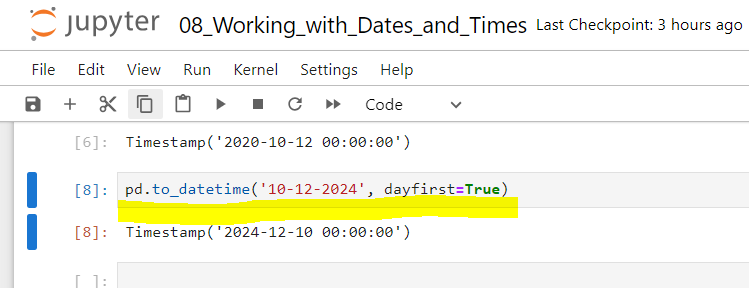 jupyter 08_Working_with_Dates_and_Times Last Checkpoint: 3 hours ago
File Edit View Run Kernel Settings Help
Code
[6]: Timestamp('2020-10-12 00:00:00')
[8]: pd.to_datetime('10-12-2024', dayfirst=True)
[8]: Timestamp('2024-12-10 00:00:00')
[ ]: